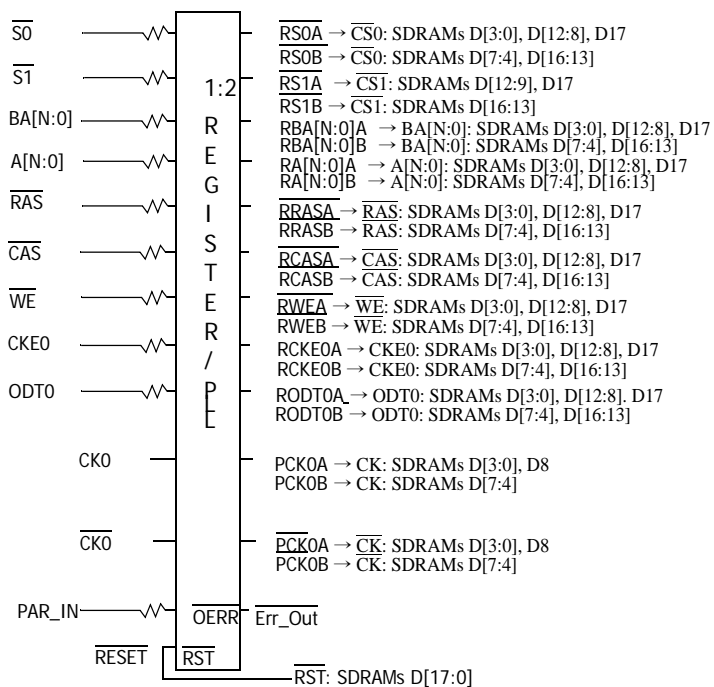 S0
RS0A → CS0: SDRAMs D[3:0], D[12:8], D17
RS0B → CS0: SDRAMs D[7:4], D[16:13]
S1
RS1A → CS1: SDRAMs D[12:9], D17
RS1B → CS1: SDRAMs D[16:13]
BA[N:0]
RBA[N:0]A → BA[N:0]: SDRAMs D[3:0], D[12:8], D17
RBA[N:0]B → BA[N:0]: SDRAMs D[7:4], D[16:13]
A[N:0]
RA[N:0]A → A[N:0]: SDRAMs D[3:0], D[12:8], D17
RA[N:0]B → A[N:0]: SDRAMs D[7:4], D[16:13]
RAS
RRASA → RAS: SDRAMs D[3:0], D[12:8], D17
RRASB → RAS: SDRAMs D[7:4], D[16:13]
CAS
RCASA → CAS: SDRAMs D[3:0], D[12:8], D17
RCASB → CAS: SDRAMs D[7:4], D[16:13]
WE
RWEA → WE: SDRAMs D[3:0], D[12:8], D17
RWEB → WE: SDRAMs D[7:4], D[16:13]
CKE0
RCKE0A → CKE0: SDRAMs D[3:0], D[12:8], D17
RCKE0B → CKE0: SDRAMs D[7:4], D[16:13]
ODT0
RODT0A → ODT0: SDRAMs D[3:0], D[12:8]. D17
RODT0B → ODT0: SDRAMs D[7:4], D[16:13]
CK0
PCK0A → CK: SDRAMs D[3:0], D8
PCK0B → CK: SDRAMs D[7:4]
CK0
PCK0A → CK: SDRAMs D[3:0], D8
PCK0B → CK: SDRAMs D[7:4]
PAR_IN
OERR
Err_Out
RESET
RST
RST: SDRAMs D[17:0]
1:2
R
E
G
I
S
T
E
R
/
P
L
L